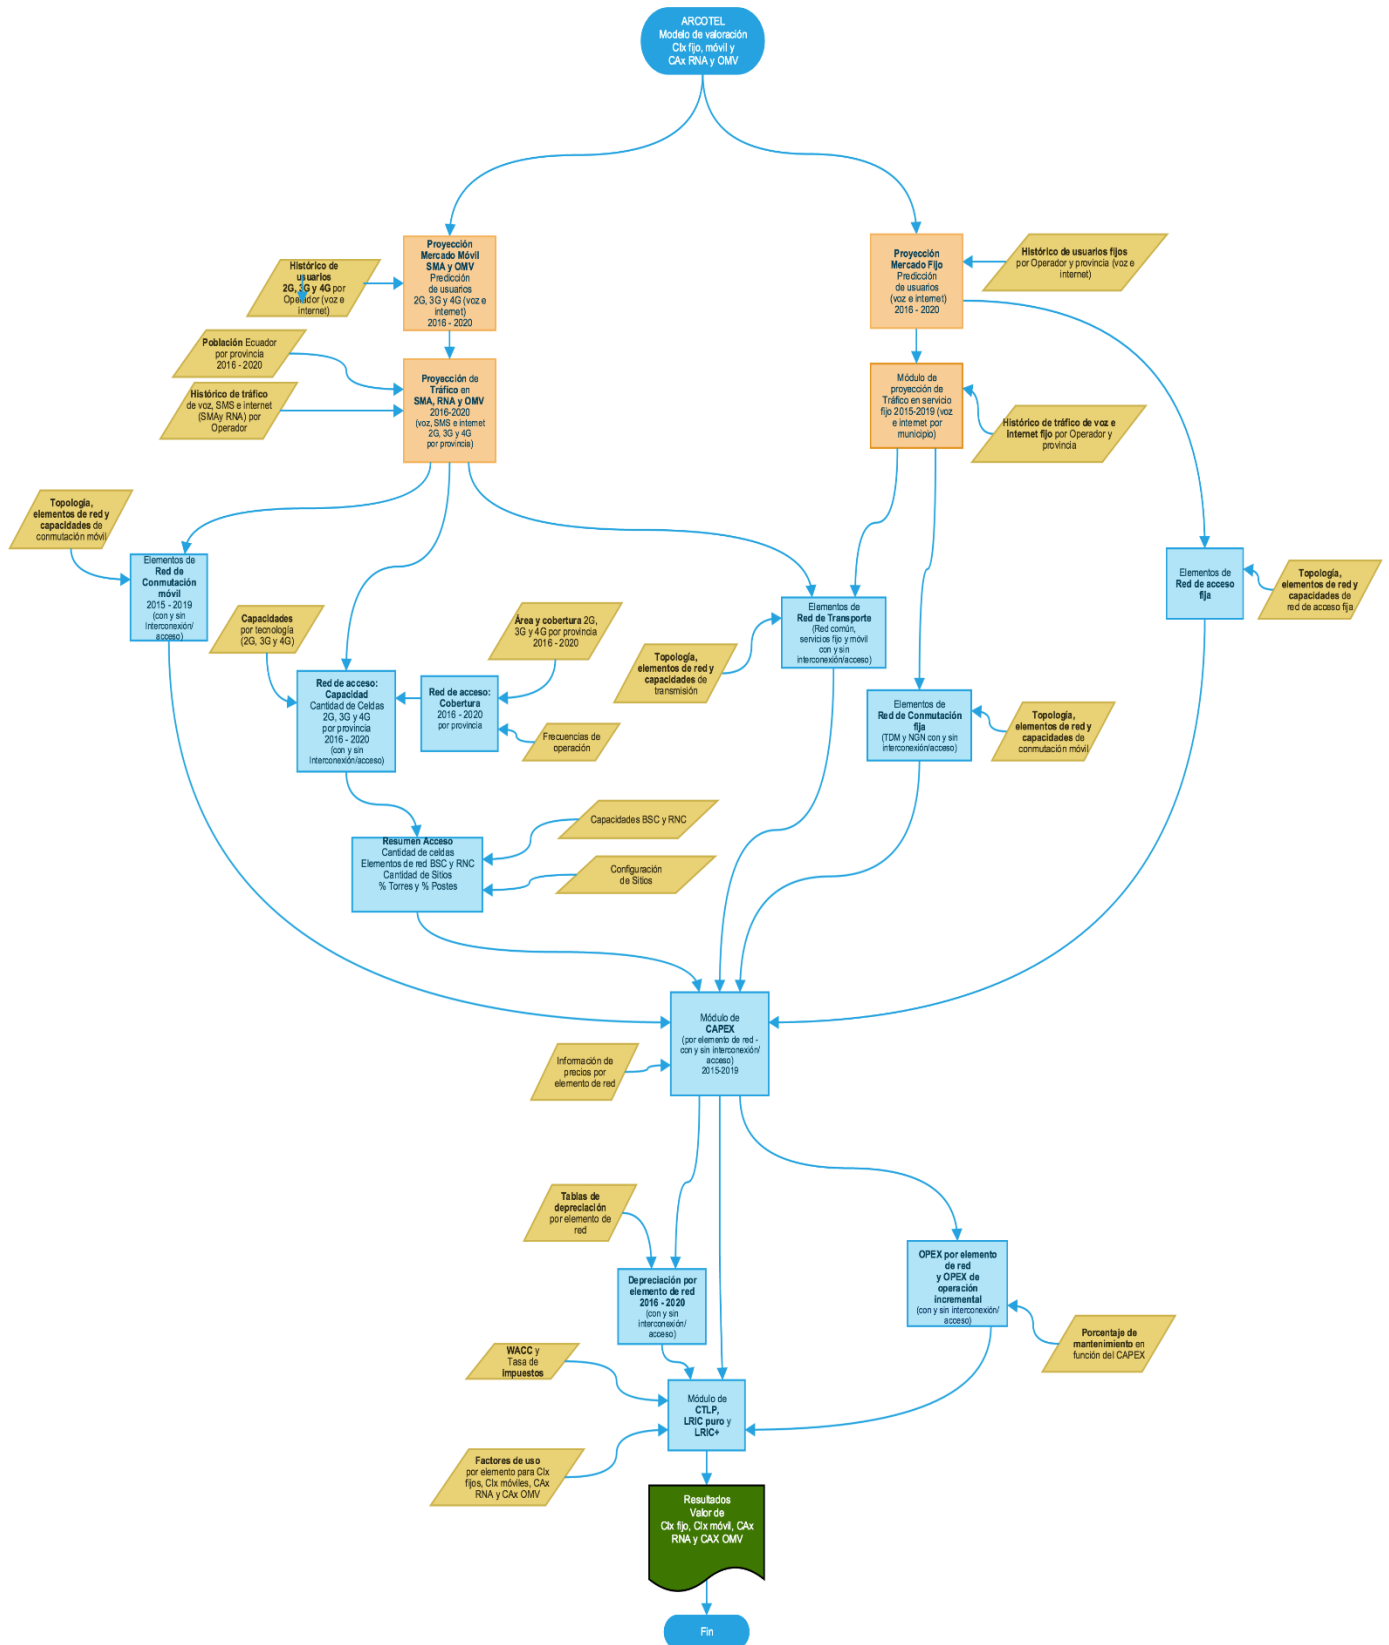 ARCOTEL
Modelo de valoración
CIx fijo, móvil y
CAx RNA y OMV
Proyección
Mercado Móvil
SMA y OMV
Predicción
de usuarios
2G, 3G y 4G (voz e
internet)
2016 - 2020
Histórico de
usuarios
2G, 3G y 4G por
Operador (voz e
internet)
Proyección
Mercado Fijo
Predicción
de usuarios
(voz e internet)
2016 - 2020
Histórico de usuarios fijos
por Operador y provincia (voz e
internet)
Población Ecuador
por provincia
2016 - 2020
Histórico de tráfico
de voz, SMS e internet
(SMAy RNA) por
Operador
Proyección de
Tráfico en
SMA, RNA y OMV
2016-2020
(voz, SMS e internet
2G, 3G y 4G
por provincia)
Módulo de
proyección de
Tráfico en servicio
fijo 2015-2019 (voz
e internet por
municipio)
Histórico de tráfico de voz e
Internet fijo por Operador y
provincia
Topología,
elementos de red y
capacidades de
conmutación móvil
Elementos de
Red de
Conmutación
móvil
2015 - 2019
(con y sin
Interconexión/
acceso)
Capacidades
por tecnología
(2G, 3G y 4G)
Área y cobertura 2G,
3G y 4G por provincia
2016 - 2020
Red de acceso:
Capacidad
Cantidad de Celdas
2G, 3G y 4G
por provincia
2016 - 2020
(con y sin
Interconexión/acceso)
Red de acceso:
Cobertura
2016 - 2020
por provincia
Frecuencias de
operación
Topología,
elementos de red y
capacidades de
transmisión
Elementos de
Red de Transporte
(Red común,
servicios fijo y móvil
con y sin
interconexión/acceso)
Elementos de
Red de acceso
fija
Topología,
elementos de red y
capacidades de
red de acceso fija
Elementos de
Red de Conmutación
fija
(TDM y NGN con y sin
interconexión/acceso)
Topología,
elementos de red y
capacidades de
conmutación móvil
Resumen Acceso
Cantidad de celdas
Elementos de red BSC y RNC
Cantidad de Sitios
% Torres y % Postes
Capacidades BSC y RNC
Configuración
de Sitios
Módulo de
CAPEX
(por elemento de red -
con y sin interconexión/
acceso)
2015-2019
Información de
precios por
elemento de red
Tablas de
depreciación
por elemento de
red
Depreciación por
elemento de red
2016 - 2020
(con y sin
interconexión/
acceso)
OPEX por elemento
de red
y OPEX de
operación
incremental
(con y sin interconexión/
acceso)
Porcentaje de
mantenimiento en
función del CAPEX
WACC y
Tasa de
impuestos
Módulo de
CTLP,
LRIC puro y
LRIC+
Factores de uso
por elemento para CIx
fijos, CIx móviles, CAx
RNA y CAx OMV
Resultados
Valor de
CIx fijo, CIx móvil, CAx
RNA y CAX OMV
Fin